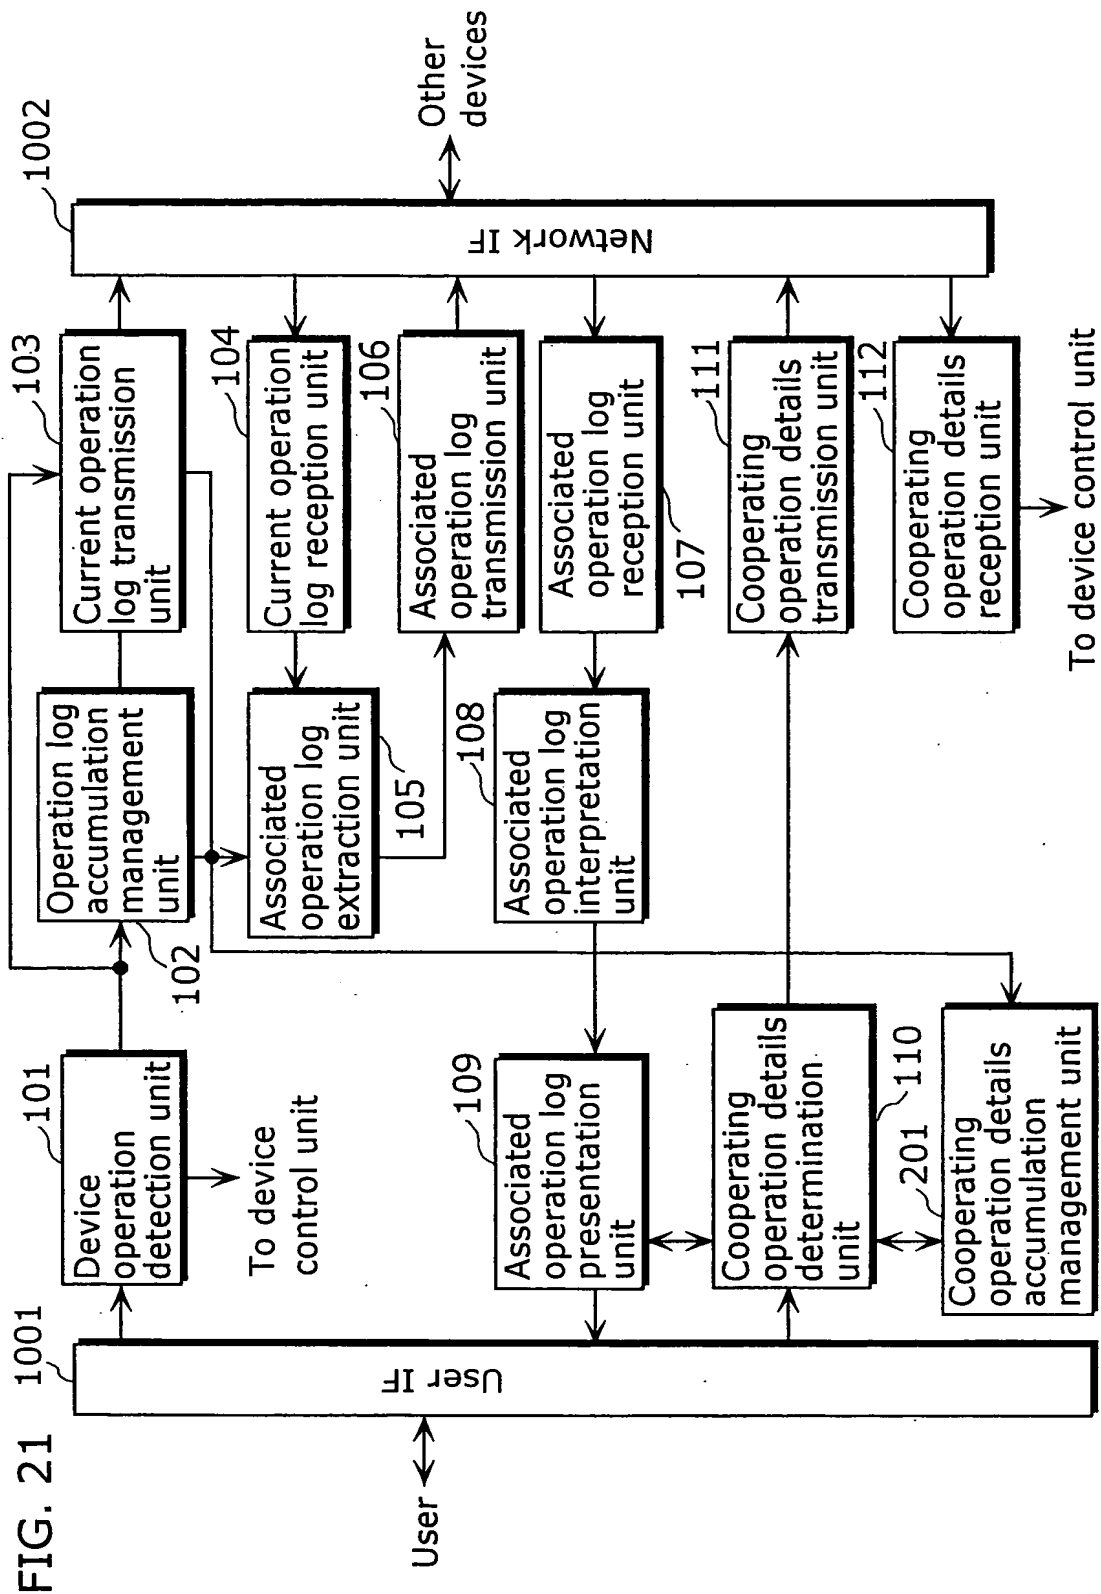 FIG. 21
1001
User IF
User
101
Device
operation
detection unit
To device
control unit
102
Operation log
accumulation
management
unit
103
Current operation
log transmission
unit
104
Current operation
log reception unit
105
Associated
operation log
extraction unit
106
Associated
operation log
transmission unit
107
Associated
operation log
reception unit
108
Associated
operation log
interpretation
unit
109
Associated
operation log
presentation
unit
110
Cooperating
operation details
determination
unit
201
Cooperating
operation details
accumulation
management unit
111
Cooperating
operation details
transmission unit
112
Cooperating
operation details
reception unit
To device control unit
1002
Network IF
Other
devices